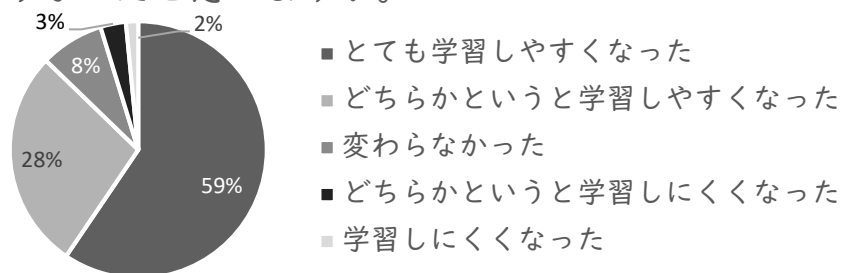 3%
2%
8%
28%
59%
■とても学習しやすくなった
■どちらかというと学習しやすくなった
■変わらなかった
■どちらかというと学習しにくくなった
■学習しにくくなった